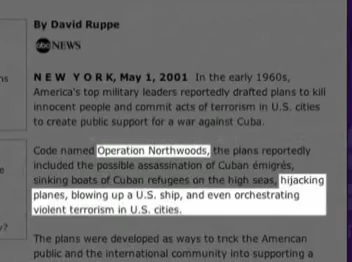 By David Ruppe
abc NEWS
NEW YORK, May 1, 2001 In the early 1960s,
America's top military leaders reportedly drafted plans to kill
innocent people and commit acts of terrorism in U.S. cities
to create public support for a war against Cuba.
Code named Operation Northwoods, the plans reportedly
included the possible assassination of Cuban émigrés,
sinking boats of Cuban refugees on the high seas, hijacking
planes, blowing up a U.S. ship, and even orchestrating
violent terrorism in U.S. cities.
The plans were developed as ways to trick the American
public and the international community into supporting a